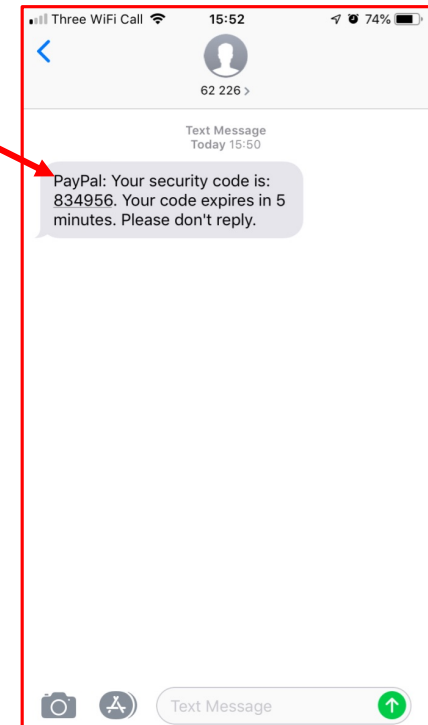 Three WiFi Call 15:52 74%
62 226 >
Text Message
Today 15:50
PayPal: Your security code is:
834956. Your code expires in 5
minutes. Please don't reply.
Text Message